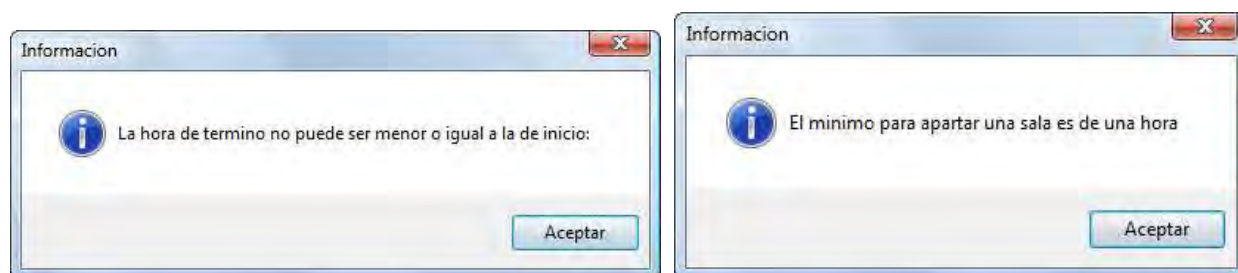 Informacion
La hora de termino no puede ser menor o igual a la de inicio:
Aceptar
Informacion
El minimo para apartar una sala es de una hora
Aceptar